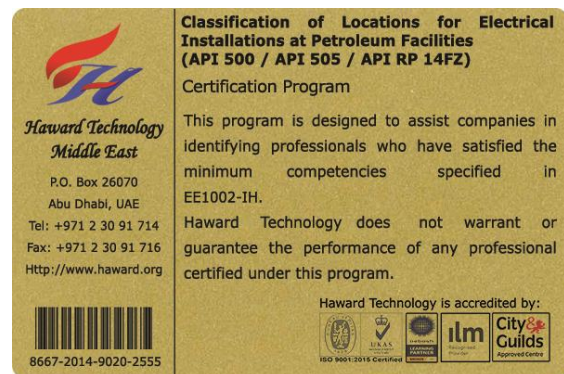 Haward Technology
Middle East
P.O. Box 26070
Abu Dhabi, UAE
Tel: +971 2 30 91 714
Fax: +971 2 30 91 716
Http://www.haward.org
8667-2014-9020-2555
Classification of Locations for Electrical
Installations at Petroleum Facilities
(API 500 / API 505 / API RP 14FZ)
Certification Program
This program is designed to assist companies in
identifying professionals who have satisfied the
minimum competencies specified in
EE1002-IH.
Haward Technology does not warrant or
guarantee the performance of any professional
certified under this program.
Haward Technology is accredited by:
UKAS
ISO 9001:2015 Certified
LEARNING
PARTNER
ilm
Recognised
Provider
City&
Guilds
Approved Centre